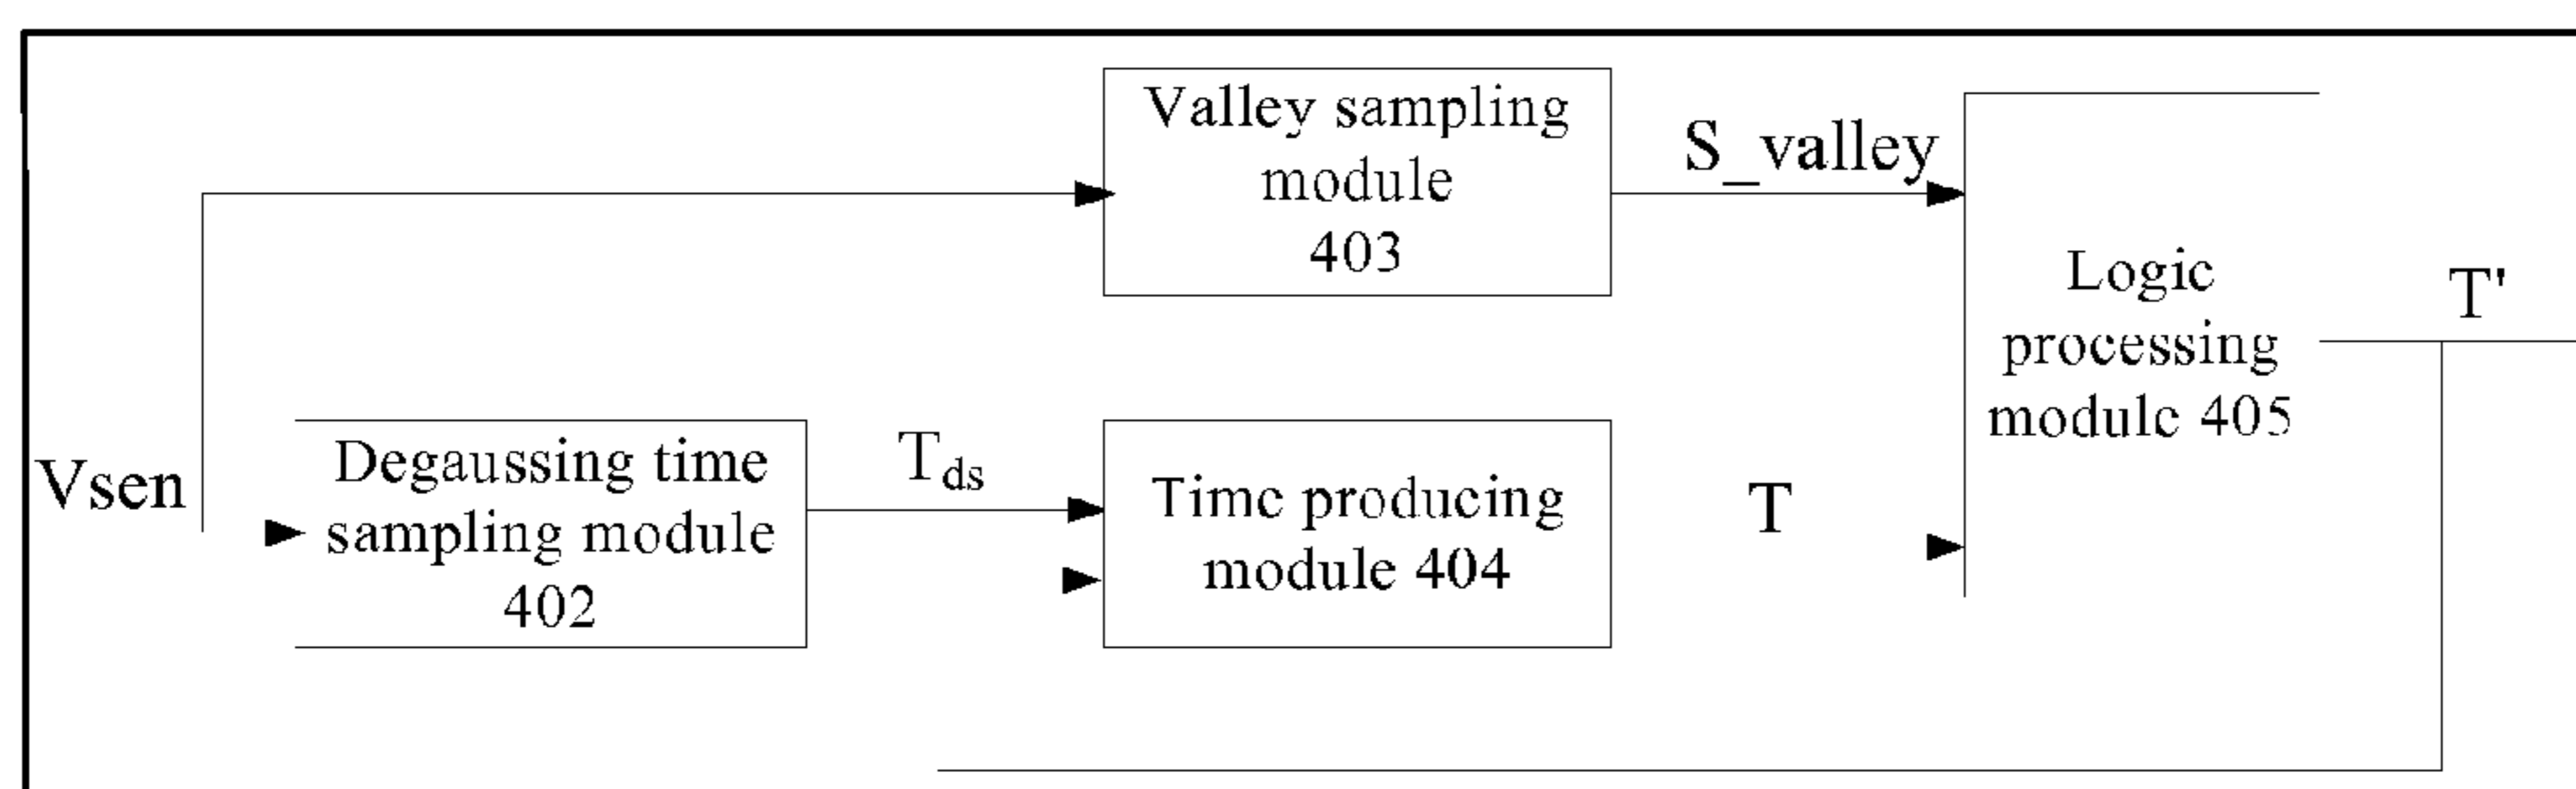 Valley sampling
module
403
S_valley
Logic
processing
module 405
T'
Vsen
Degaussing time
sampling module
402
Tds
Time producing
module 404
T